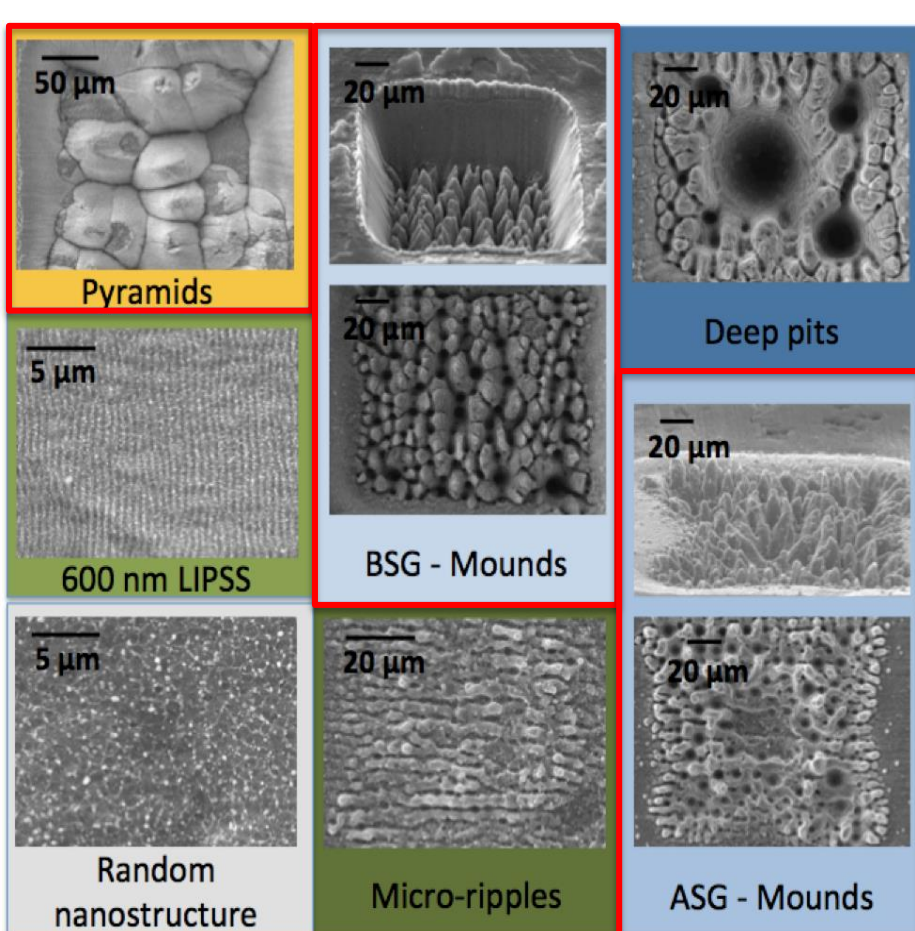 50 µm
Pyramids
20 µm
20 µm
BSG - Mounds
20 µm
Deep pits
5 µm
600 nm LIPSS
20 µm
20 µm
ASG - Mounds
5 µm
Random
nanostructure
20 µm
Micro-ripples